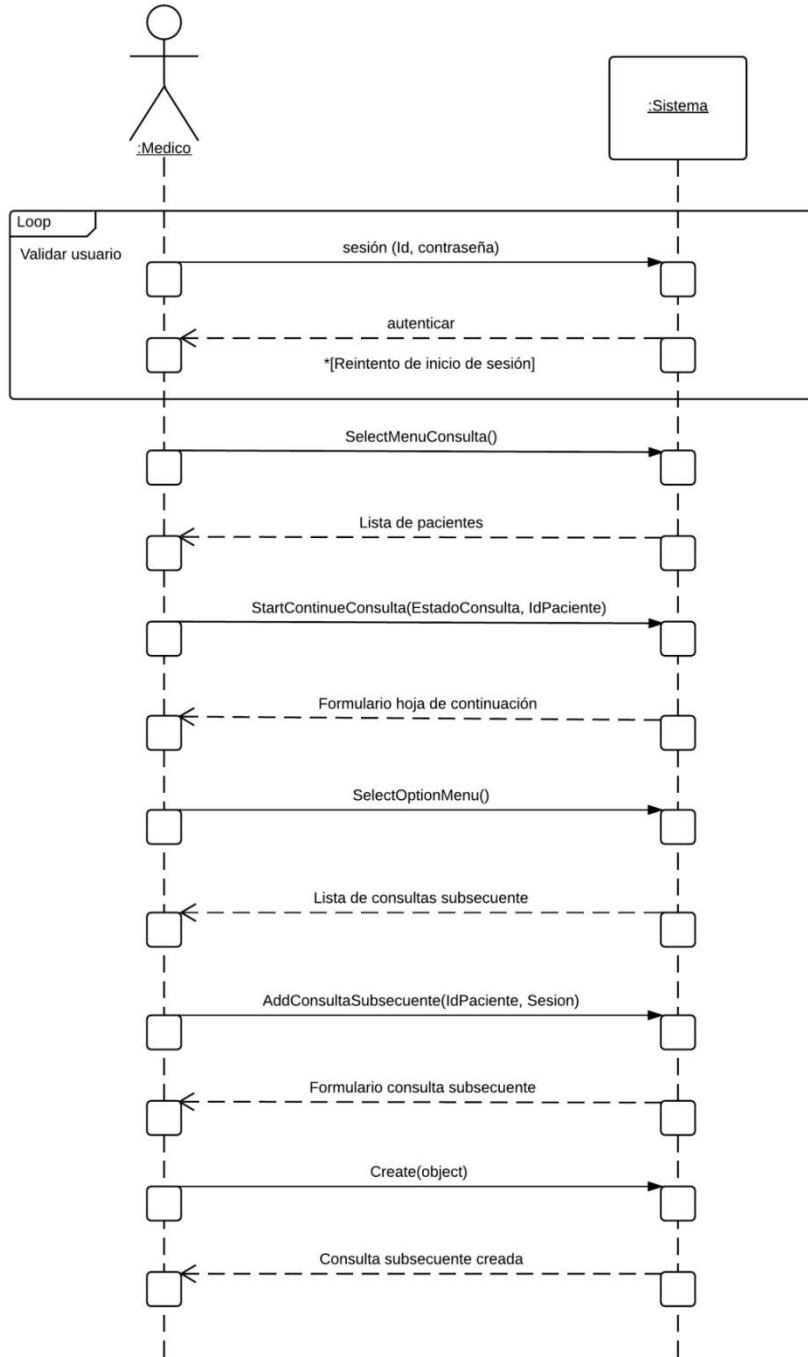 :Medico
:Sistema
Loop
Validar usuario
sesión (Id, contraseña)
autenticar
*[Reintento de inicio de sesión]
SelectMenuConsulta()
Lista de pacientes
StartContinueConsulta(EstadoConsulta, IdPaciente)
Formulario hoja de continuación
SelectOptionMenu()
Lista de consultas subsecuente
AddConsultaSubsecuente(IdPaciente, Sesion)
Formulario consulta subsecuente
Create(object)
Consulta subsecuente creada